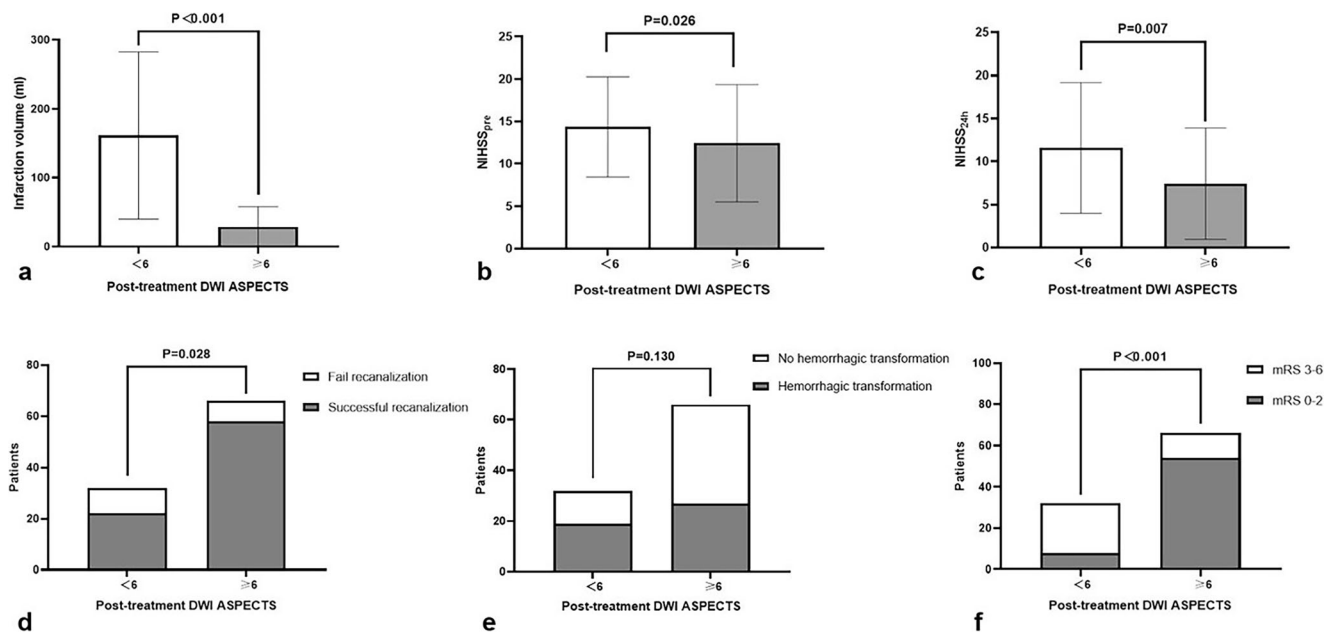 P<0.001
Infarction volume (ml)
300
200
100
0
<6
≥6
Post-treatment DWI ASPECTS
a
P=0.026
NIHSSpre
25
20
15
10
5
0
<6
≥6
Post-treatment DWI ASPECTS
b
P=0.007
NIHSS24h
25
20
15
10
5
0
<6
≥6
Post-treatment DWI ASPECTS
c
P=0.028
Patients
80
60
40
20
0
Fail recanalization
Successful recanalization
<6
≥6
Post-treatment DWI ASPECTS
d
P=0.130
Patients
80
60
40
20
0
No hemorrhagic transformation
Hemorrhagic transformation
<6
≥6
Post-treatment DWI ASPECTS
e
P<0.001
Patients
100
80
60
40
20
0
mRS 3-6
mRS 0-2
<6
≥6
Post-treatment DWI ASPECTS
f